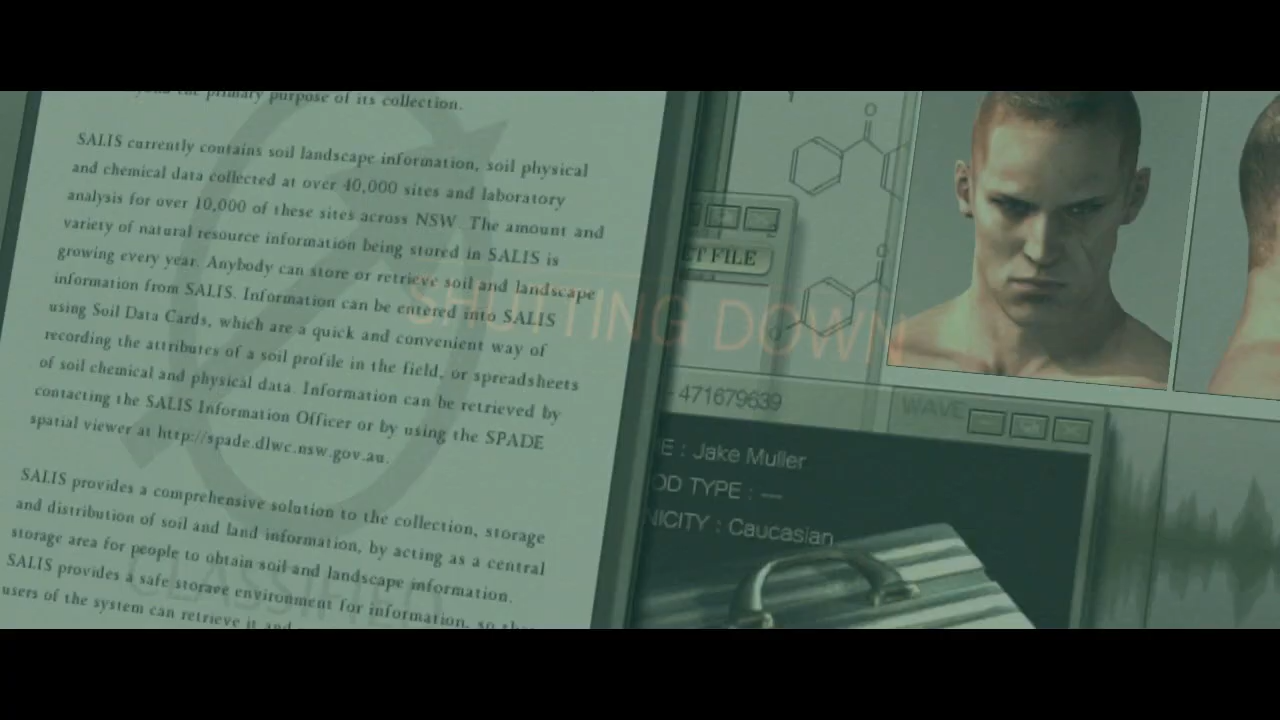 the primary purpose of its collection.
SALIS currently contains soil landscape information, soil physical
and chemical data collected at over 40,000 sites and laboratory
analysis for over 10,000 of these sites across NSW. The amount and
variety of natural resource information being stored in SALIS is
growing every year. Anybody can store or retrieve soil and landscape
information from SALIS. Information can be entered into SALIS
using Soil Data Cards, which are a quick and convenient way of
recording the attributes of a soil profile in the field, or spreadsheets
of soil chemical and physical data. Information can be retrieved by
contacting the SALIS Information Officer or by using the SPADE
spatial viewer at http://spade.dlwc.nsw.gov.au.
SALIS provides a comprehensive solution to the collection, storage
and distribution of soil and land information, by acting as a central
storage area for people to obtain soil and landscape information.
SALIS provides a safe storage environment for information, so
users of the system can retrieve it and
CLASSIFIED
SHUTTING DOWN
ET FILE
- 471679639
WAVE
E : Jake Muller
OD TYPE : ---
NICITY : Caucasian